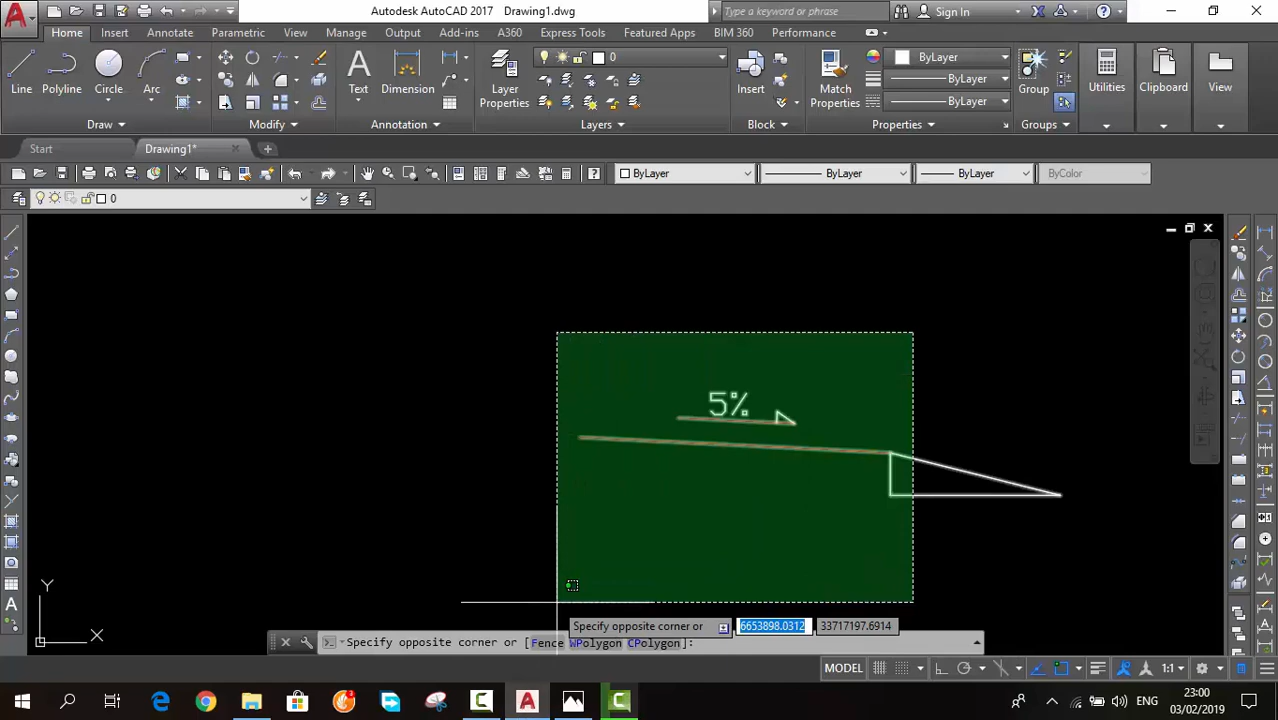 Autodesk AutoCAD 2017 Drawing1.dwg
Type a keyword or phrase
Sign In
Home Insert Annotate Parametric View Manage Output Add-ins A360 Express Tools Featured Apps BIM 360 Performance
0
ByLayer
ByLayer
ByLayer
Line Polyline Circle Arc
Text Dimension
Layer Properties
Insert
Match Properties
Group
Utilities Clipboard View
Draw Modify Annotation Layers Block Properties Groups
Start Drawing1*
ByLayer ByLayer ByLayer ByColor
0
5%
Y
X
Specify opposite corner or 6653898.0312 33717197.6914
Specify opposite corner or [Fence WPolygon CPolygon]:
MODEL 1:1
ENG
23:00
03/02/2019